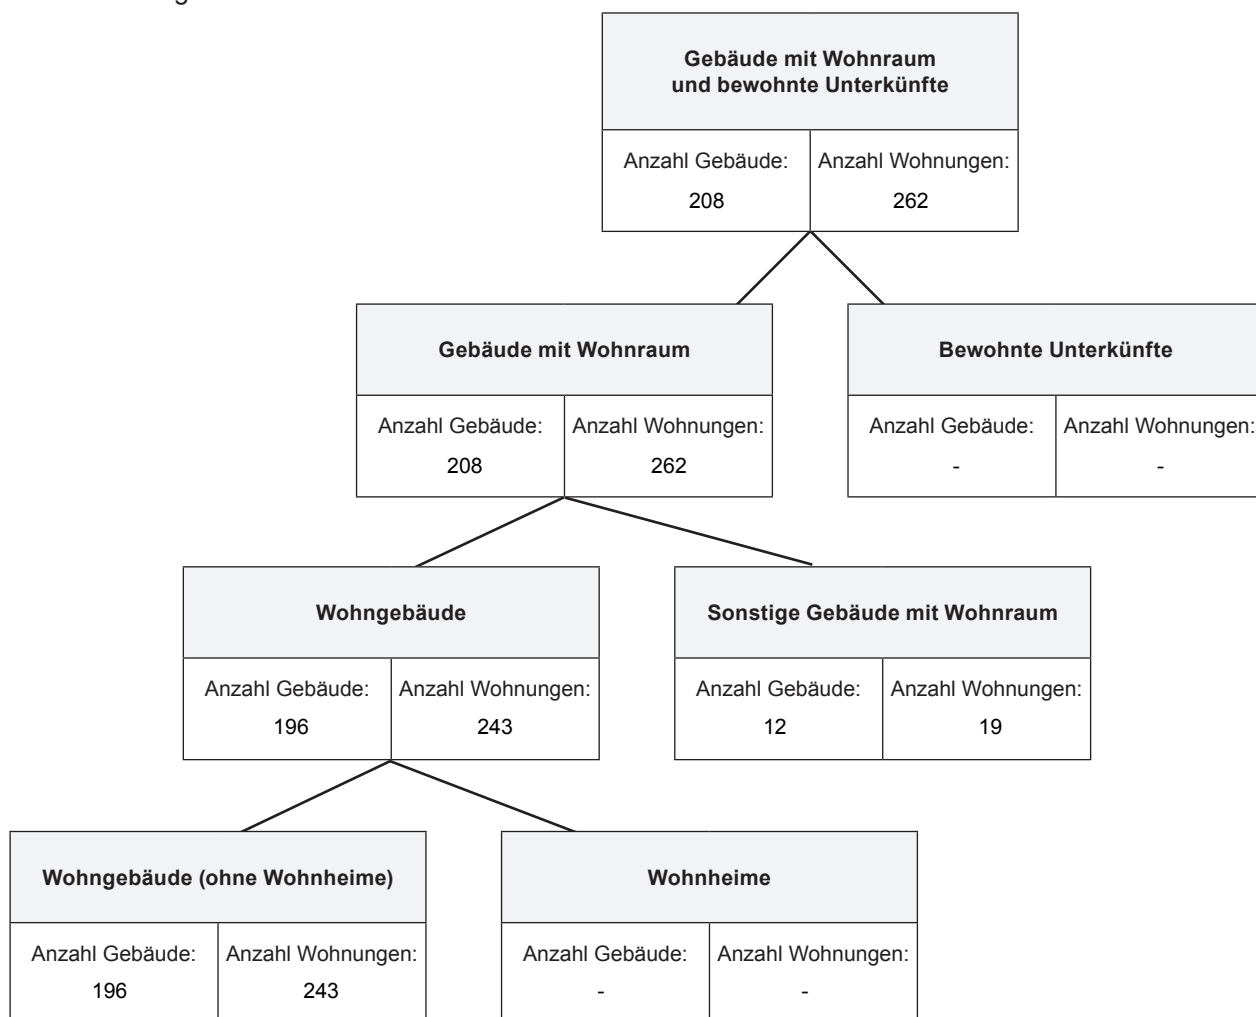 Gebäude mit Wohnraum
und bewohnte Unterkünfte
Anzahl Gebäude: Anzahl Wohnungen:
208 262
Gebäude mit Wohnraum Bewohnte Unterkünfte
Anzahl Gebäude: Anzahl Wohnungen: Anzahl Gebäude: Anzahl Wohnungen:
208 262 - -
Wohngebäude Sonstige Gebäude mit Wohnraum
Anzahl Gebäude: Anzahl Wohnungen: Anzahl Gebäude: Anzahl Wohnungen:
196 243 12 19
Wohngebäude (ohne Wohnheime) Wohnheime
Anzahl Gebäude: Anzahl Wohnungen: Anzahl Gebäude: Anzahl Wohnungen:
196 243 - -